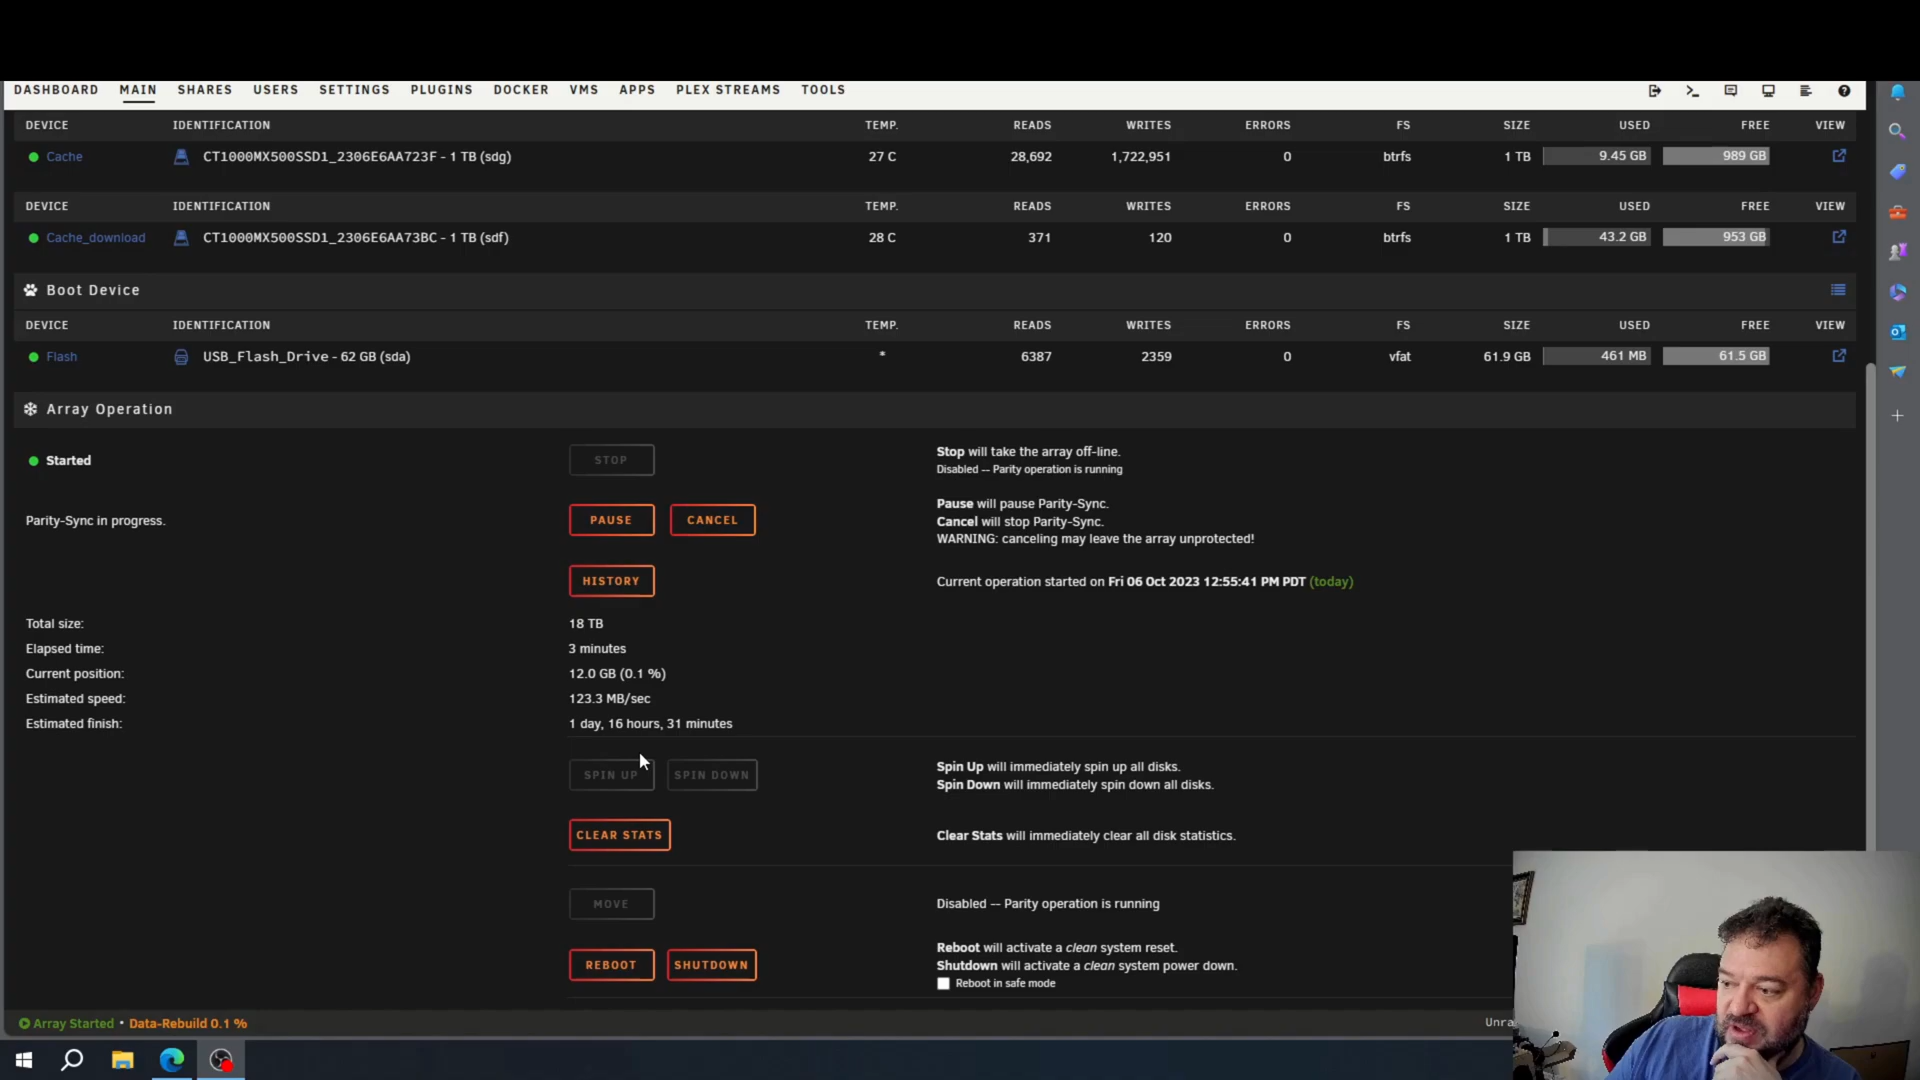 DASHBOARD MAIN SHARES USERS SETTINGS PLUGINS DOCKER VMS APPS PLEX STREAMS TOOLS
DEVICE IDENTIFICATION TEMP. READS WRITES ERRORS FS SIZE USED FREE VIEW
Cache CT1000MX500SSD1_2306E6AA723F - 1 TB (sdg) 27 C 28,692 1,722,951 0 btrfs 1 TB 9.45 GB 989 GB
DEVICE IDENTIFICATION TEMP. READS WRITES ERRORS FS SIZE USED FREE VIEW
Cache_download CT1000MX500SSD1_2306E6AA73BC - 1 TB (sdf) 28 C 371 120 0 btrfs 1 TB 43.2 GB 953 GB
Boot Device
DEVICE IDENTIFICATION TEMP. READS WRITES ERRORS FS SIZE USED FREE VIEW
Flash USB_Flash_Drive - 62 GB (sda) * 6387 2359 0 vfat 61.9 GB 461 MB 61.5 GB
Array Operation
Started STOP Stop will take the array off-line.
Disabled -- Parity operation is running
Parity-Sync in progress. PAUSE CANCEL Pause will pause Parity-Sync.
Cancel will stop Parity-Sync.
WARNING: canceling may leave the array unprotected!
HISTORY Current operation started on Fri 06 Oct 2023 12:55:41 PM PDT (today)
Total size: 18 TB
Elapsed time: 3 minutes
Current position: 12.0 GB (0.1 %)
Estimated speed: 123.3 MB/sec
Estimated finish: 1 day, 16 hours, 31 minutes
SPIN UP SPIN DOWN Spin Up will immediately spin up all disks.
Spin Down will immediately spin down all disks.
CLEAR STATS Clear Stats will immediately clear all disk statistics.
MOVE Disabled -- Parity operation is running
REBOOT SHUTDOWN Reboot will activate a clean system reset.
Shutdown will activate a clean system power down.
Reboot in safe mode
Array Started • Data-Rebuild 0.1 % Unra